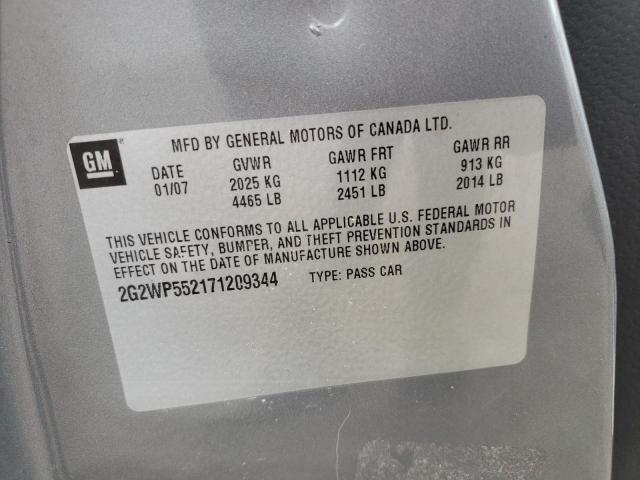 MFD BY GENERAL MOTORS OF CANADA LTD.
GM
DATE GVWR GAWR FRT GAWR RR
01/07 2025 KG 1112 KG 913 KG
4465 LB 2451 LB 2014 LB
THIS VEHICLE CONFORMS TO ALL APPLICABLE U.S. FEDERAL MOTOR
VEHICLE SAFETY, BUMPER, AND THEFT PREVENTION STANDARDS IN
EFFECT ON THE DATE OF MANUFACTURE SHOWN ABOVE.
2G2WP552171209344 TYPE: PASS CAR